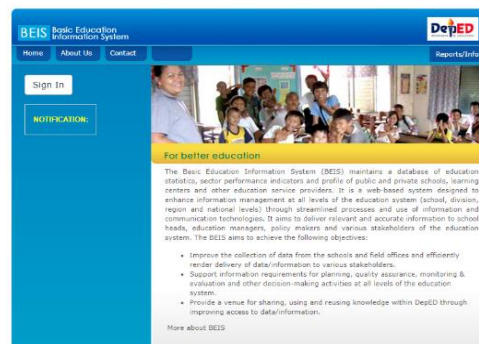 BEIS Basic Education
Information System
DepED
Home About Us Contact Reports/Info
Sign In
NOTIFICATION:
For better education
The Basic Education Information System (BEIS) maintains a database of education
statistics, sector performance indicators and profile of public and private schools, learning
centers and other education service providers. It is a web-based system designed to
enhance information management at all levels of the education system (school, division,
region and national levels) through streamlined processes and use of information and
communication technologies. It aims to deliver relevant and accurate information to school
heads, education managers, policy makers and various stakeholders of the education
system. The BEIS aims to achieve the following objectives:
• Improve the collection of data from the schools and field offices and efficiently
render delivery of data/information to various stakeholders.
• Support information requirements for planning, quality assurance, monitoring &
evaluation and other decision-making activities at all levels of the education
system.
• Provide a venue for sharing, using and reusing knowledge within DepED through
improving access to data/information.
More about BEIS